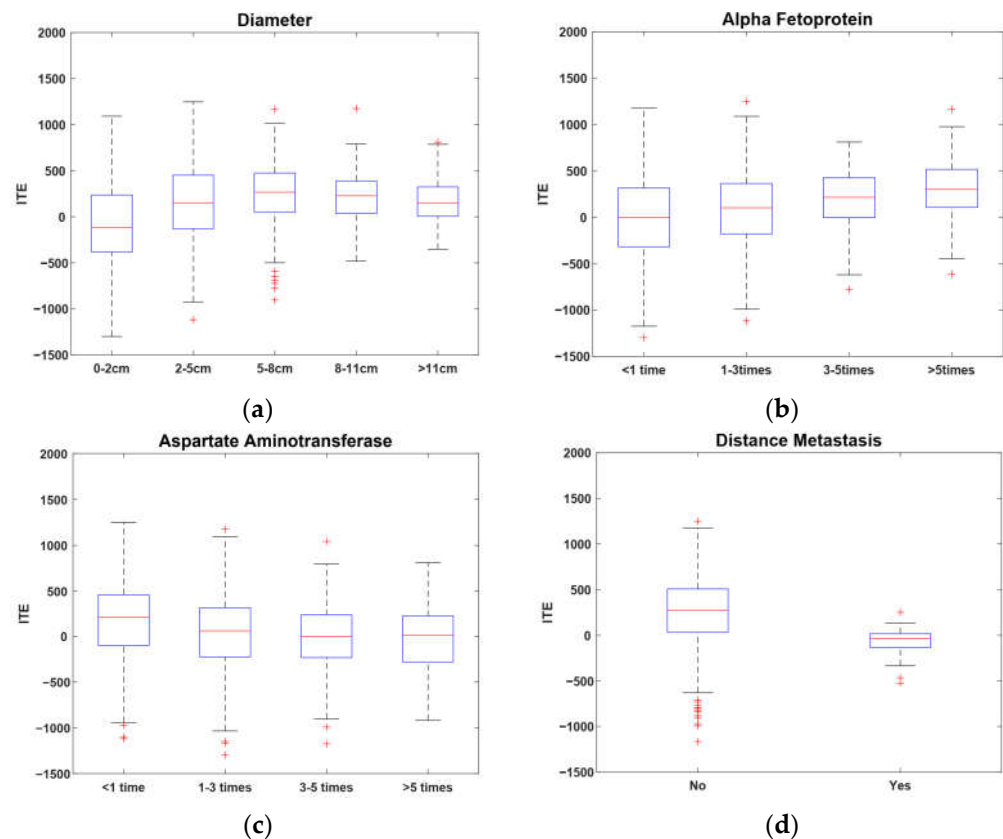 Diameter
2000
1500
1000
500
0
−500
−1000
−1500
ITE
0-2cm 2-5cm 5-8cm 8-11cm >11cm
(a)
Alpha Fetoprotein
2000
1500
1000
500
0
−500
−1000
−1500
ITE
<1 time 1-3times 3-5times >5times
(b)
Aspartate Aminotransferase
2000
1500
1000
500
0
−500
−1000
−1500
ITE
<1 time 1-3 times 3-5 times >5 times
(c)
Distance Metastasis
2000
1500
1000
500
0
−500
−1000
−1500
ITE
No Yes
(d)